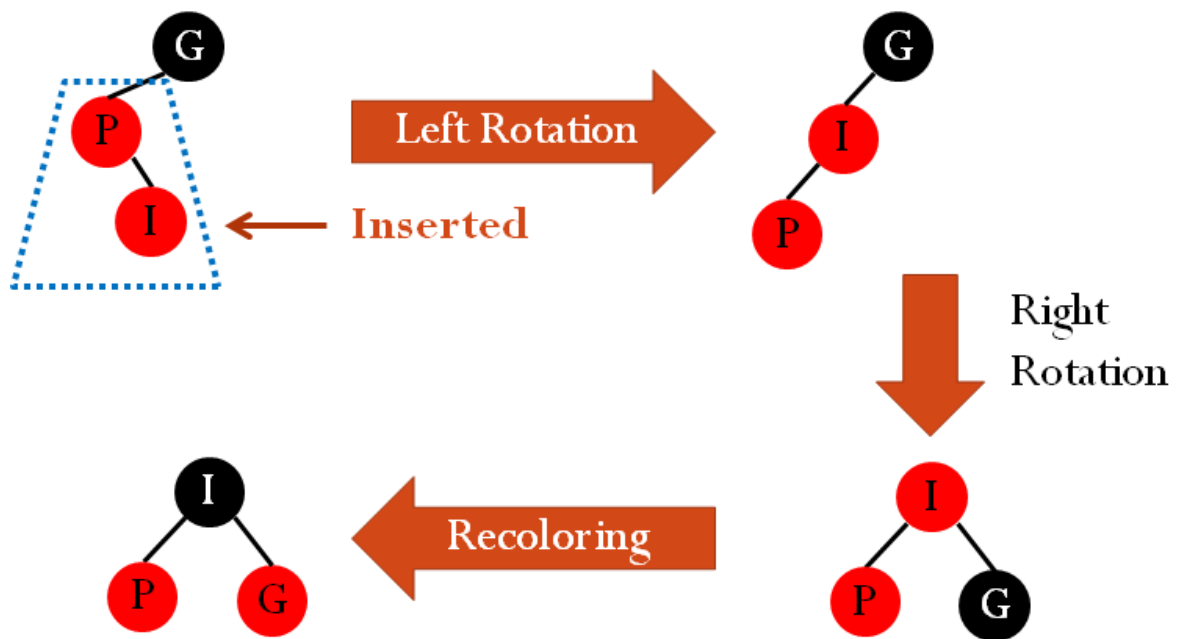 G
P
I
Left Rotation
Inserted
G
I
P
Right
Rotation
I
P
G
Recoloring
I
P
G